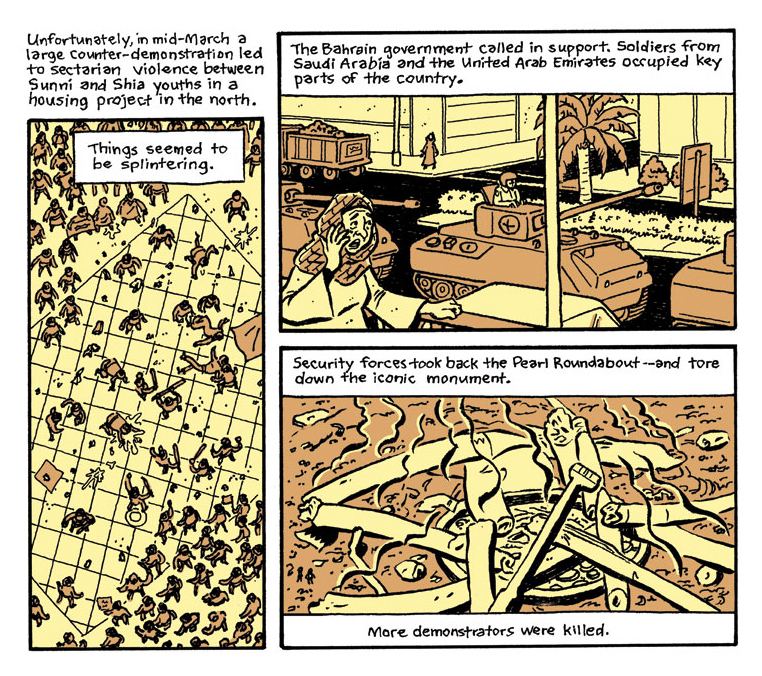 Unfortunately, in mid-March a
large counter-demonstration led
to sectarian violence between
Sunni and Shia youths in a
housing project in the north.
Things seemed to
be splintering.
The Bahrain government called in support. Soldiers from
Saudi Arabia and the United Arab Emirates occupied key
parts of the country.
Security forces took back the Pearl Roundabout--and tore
down the iconic monument.
More demonstrators were killed.